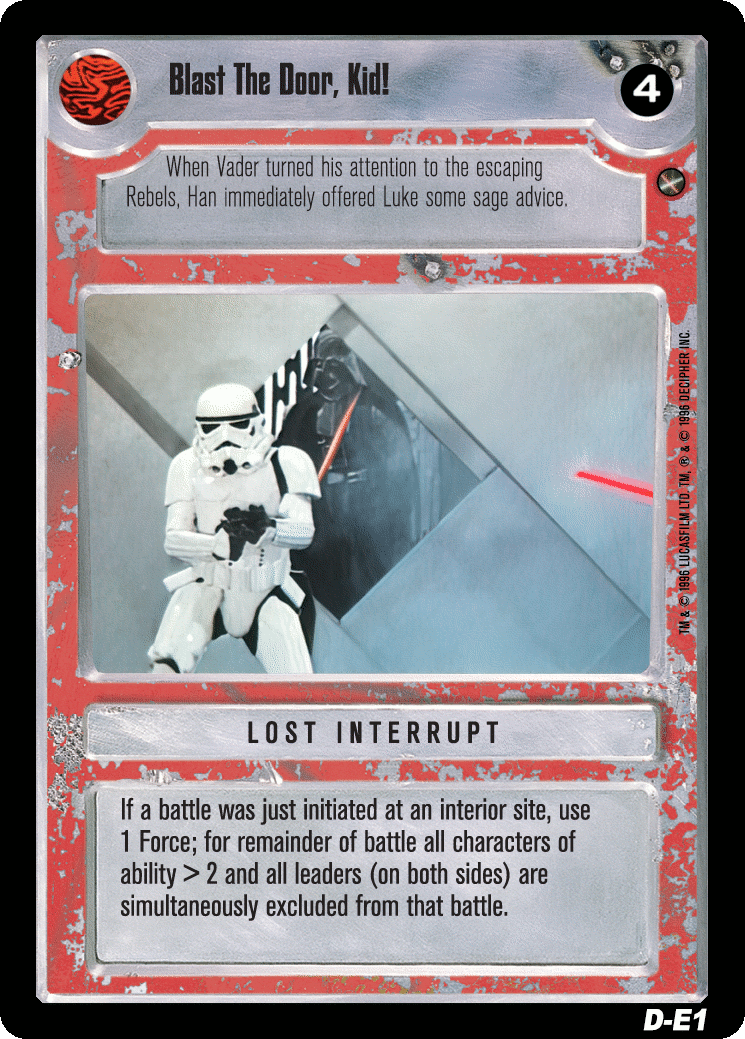 Blast The Door, Kid!
4
When Vader turned his attention to the escaping
Rebels, Han immediately offered Luke some sage advice.
TM & © 1996 LUCASFILM LTD. TM, ® & © 1996 DECIPHER INC.
LOST INTERRUPT
If a battle was just initiated at an interior site, use
1 Force; for remainder of battle all characters of
ability > 2 and all leaders (on both sides) are
simultaneously excluded from that battle.
D-E1